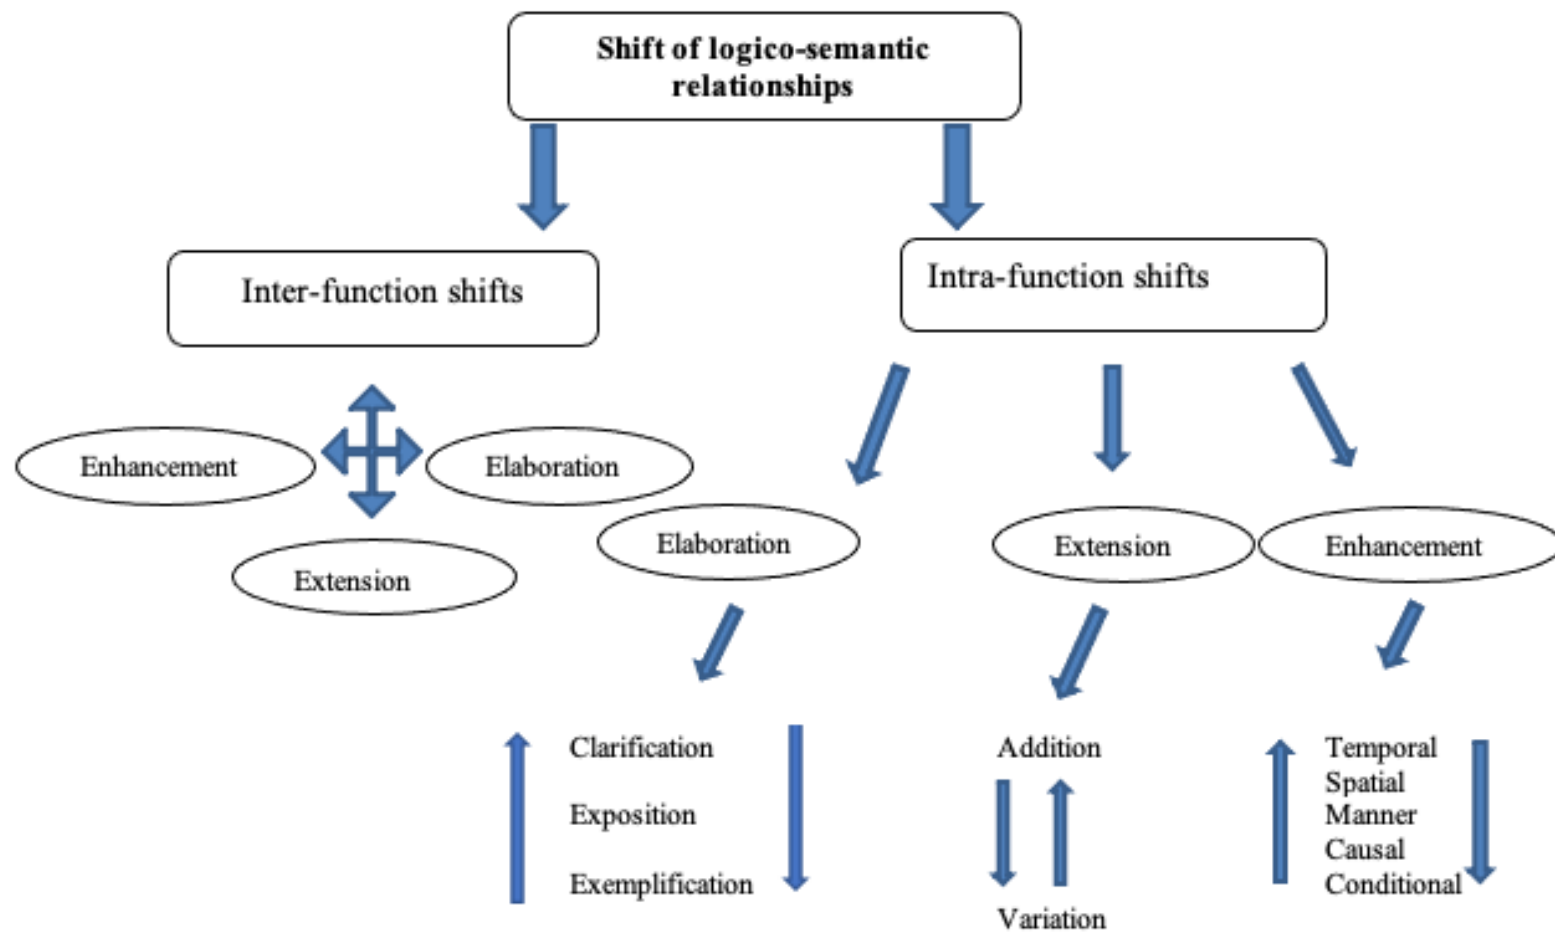 Shift of logico-semantic
relationships
Inter-function shifts
Intra-function shifts
Enhancement
Elaboration
Extension
Elaboration
Extension
Enhancement
Clarification
Exposition
Exemplification
Addition
Variation
Temporal
Spatial
Manner
Causal
Conditional